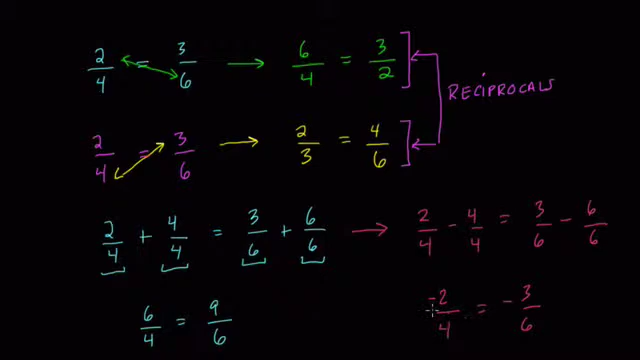 2/4 = 3/6 → 6/4 = 3/2
RECIPROCALS
2/4 = 3/6 → 2/3 = 4/6
2/4 + 4/4 = 3/6 + 6/6 → 2/4 - 4/4 = 3/6 - 6/6
6/4 = 9/6
-2/4 = -3/6